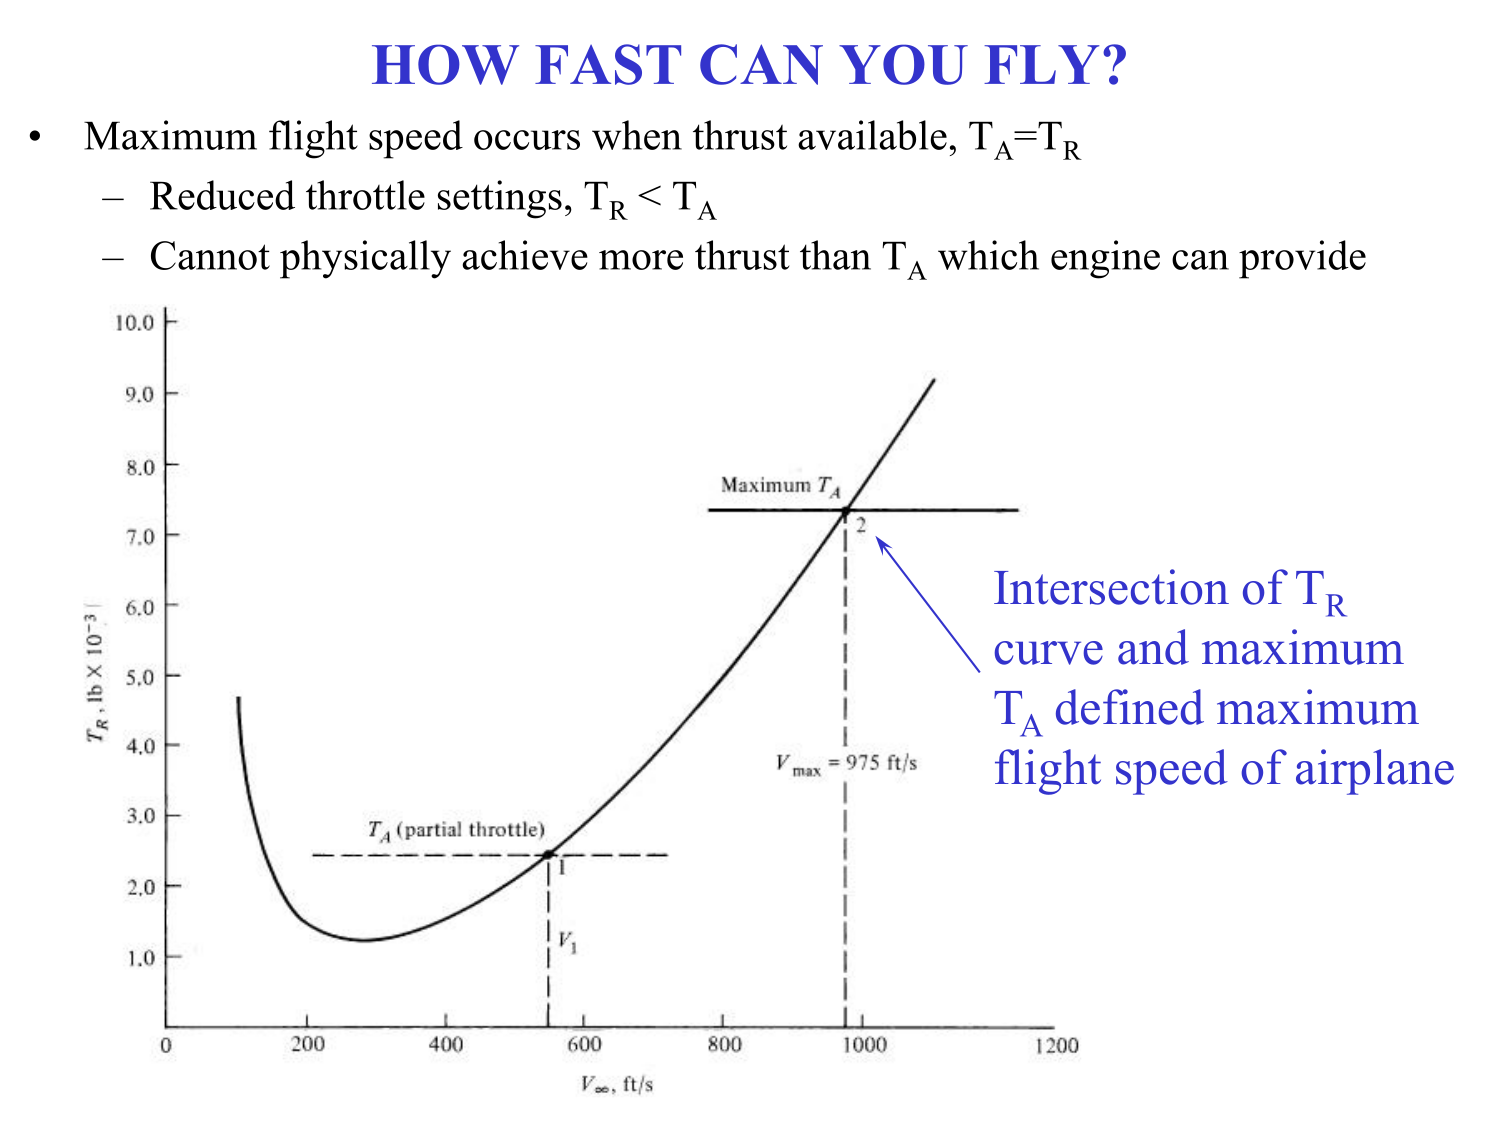 HOW FAST CAN YOU FLY?
• Maximum flight speed occurs when thrust available, T_A=T_R
– Reduced throttle settings, T_R < T_A
– Cannot physically achieve more thrust than T_A which engine can provide
10.0
9.0
8.0
7.0
6.0
5.0
4.0
3.0
2.0
1.0
T_R, lb X 10⁻³
Maximum T_A
2
Intersection of T_R
curve and maximum
T_A defined maximum
flight speed of airplane
V_max = 975 ft/s
T_A (partial throttle)
1
V_1
0
200
400
600
800
1000
1200
V_∞, ft/s